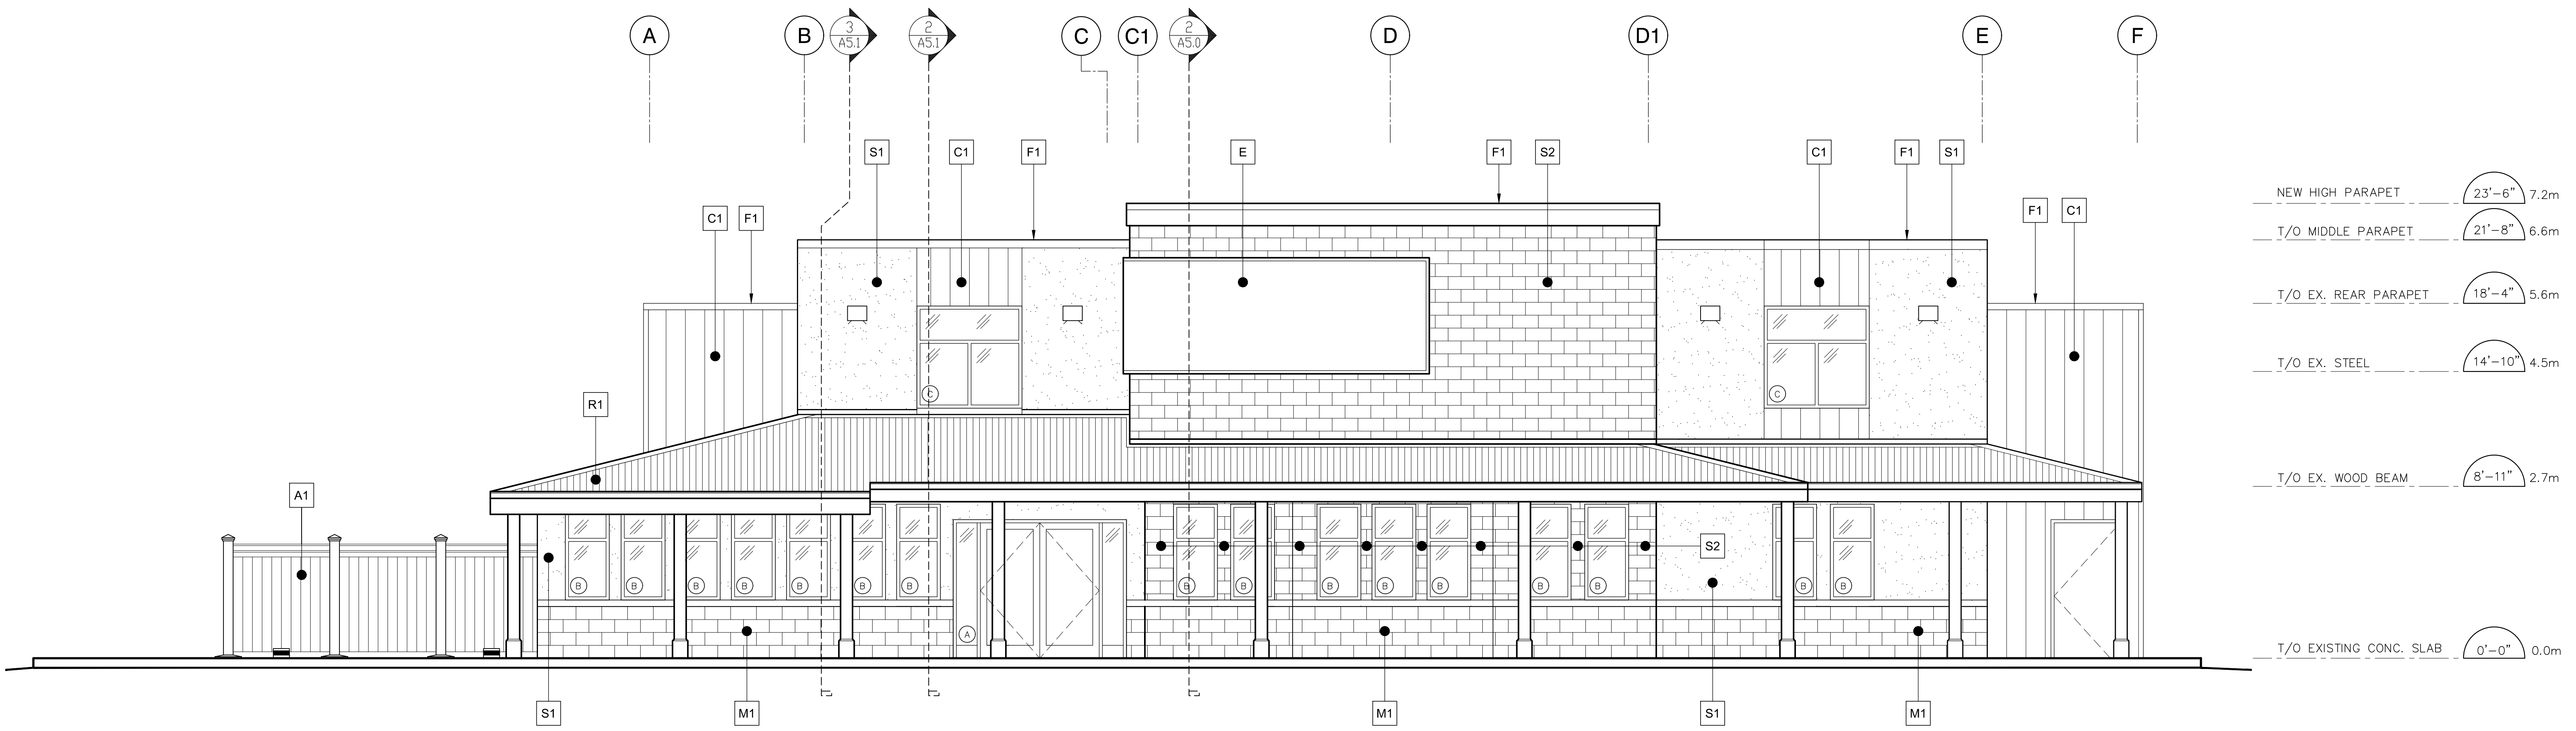 A B 3 A5.1 2 A5.1 C C1 2 A5.0 D D1 E F
S1 C1 F1 E F1 S2 C1 F1 S1
NEW HIGH PARAPET 23'-6" 7.2m
C1 F1 F1 C1
T/O MIDDLE PARAPET 21'-8" 6.6m
T/O EX. REAR PARAPET 18'-4" 5.6m
T/O EX. STEEL 14'-10" 4.5m
C C
R1
T/O EX. WOOD BEAM 8'-11" 2.7m
A1
S2
B B B B B B B B B B B B B B B B
A
T/O EXISTING CONC. SLAB 0'-0" 0.0m
S1 M1 M1 S1 M1